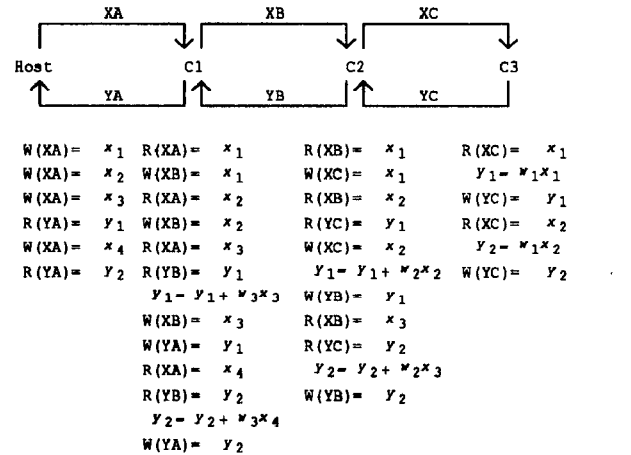 XA XB XC
Host C1 C2 C3
YA YB YC
W(XA)= x1 R(XA)= x1 R(XB)= x1 R(XC)= x1
W(XA)= x2 W(XB)= x1 W(XC)= x1 y1= w1x1
W(XA)= x3 R(XA)= x2 R(XB)= x2 W(YC)= y1
R(YA)= y1 W(XB)= x2 R(YC)= y1 R(XC)= x2
W(XA)= x4 R(XA)= x3 W(XC)= x2 y2= w1x2
R(YA)= y2 R(YB)= y1 y1= y1+ w2x2 W(YC)= y2
y1= y1+ w3x3 W(YB)= y1
W(XB)= x3 R(XB)= x3
W(YA)= y1 R(YC)= y2
R(XA)= x4 y2= y2+ w2x3
R(YB)= y2 W(YB)= y2
y2= y2+ w3x4
W(YA)= y2